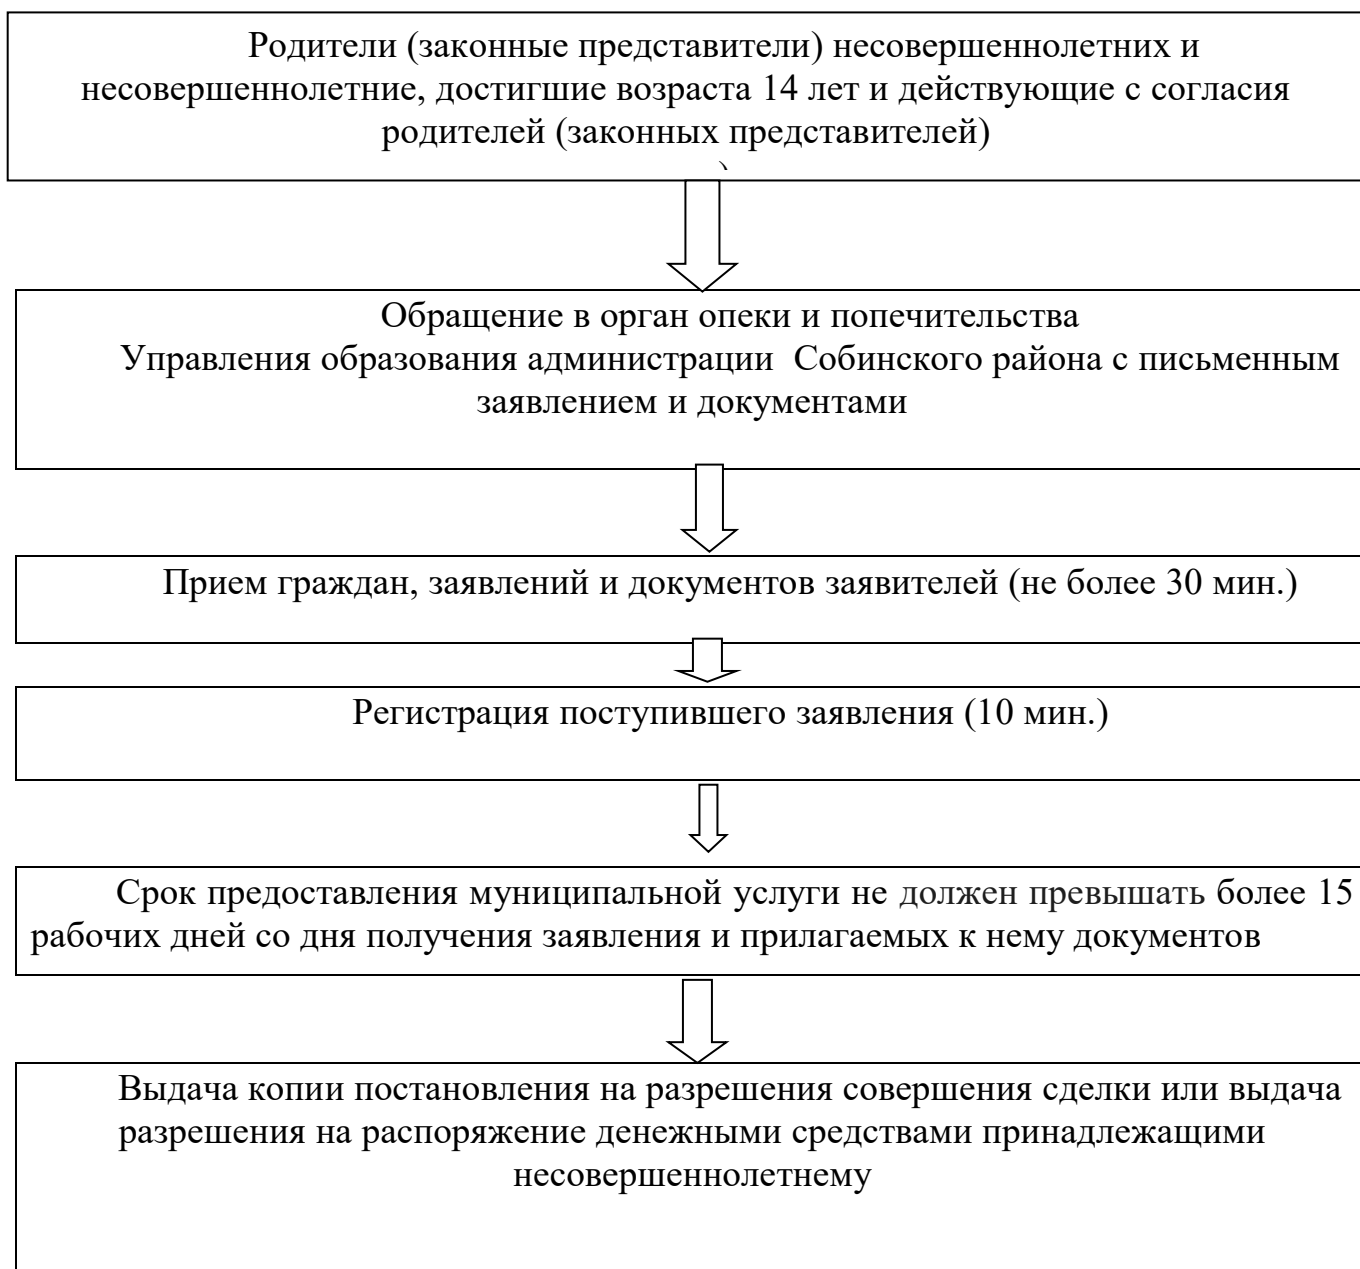 Родители (законные представители) несовершеннолетних и
несовершеннолетние, достигшие возраста 14 лет и действующие с согласия
родителей (законных представителей)
)
Обращение в орган опеки и попечительства
Управления образования администрации Собинского района с письменным
заявлением и документами
Прием граждан, заявлений и документов заявителей (не более 30 мин.)
Регистрация поступившего заявления (10 мин.)
Срок предоставления муниципальной услуги не должен превышать более 15
рабочих дней со дня получения заявления и прилагаемых к нему документов
Выдача копии постановления на разрешения совершения сделки или выдача
разрешения на распоряжение денежными средствами принадлежащими
несовершеннолетнему